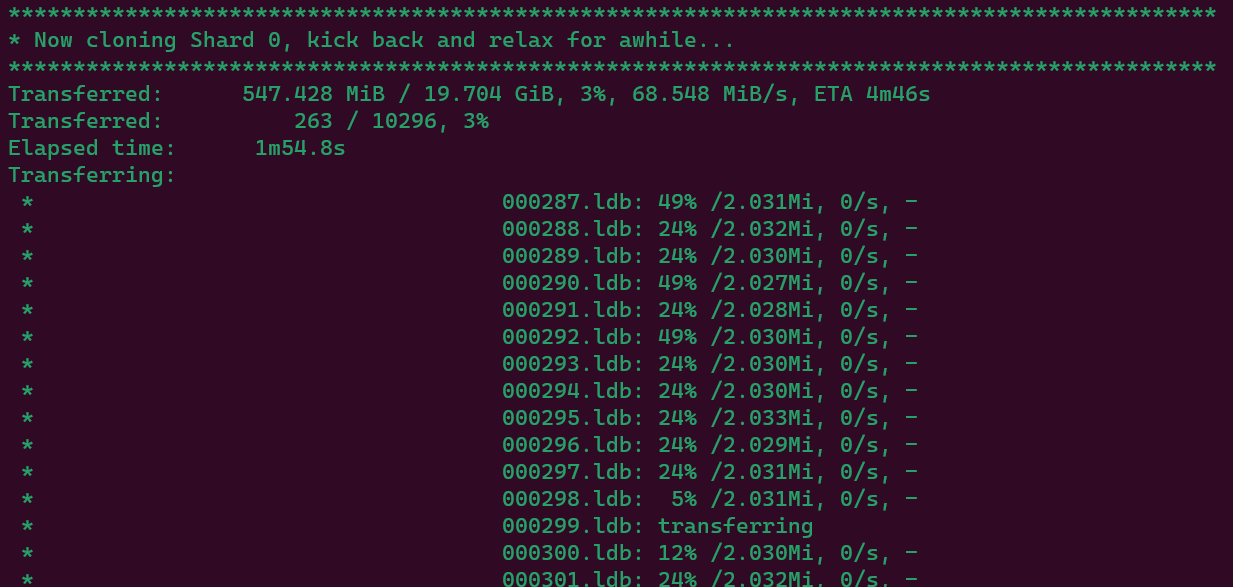 *********************************************************************************************
* Now cloning Shard 0, kick back and relax for awhile...
*********************************************************************************************
Transferred:      547.428 MiB / 19.704 GiB, 3%, 68.548 MiB/s, ETA 4m46s
Transferred:          263 / 10296, 3%
Elapsed time:      1m54.8s
Transferring:
 *                                    000287.ldb: 49% /2.031Mi, 0/s, -
 *                                    000288.ldb: 24% /2.032Mi, 0/s, -
 *                                    000289.ldb: 24% /2.030Mi, 0/s, -
 *                                    000290.ldb: 49% /2.027Mi, 0/s, -
 *                                    000291.ldb: 24% /2.028Mi, 0/s, -
 *                                    000292.ldb: 49% /2.030Mi, 0/s, -
 *                                    000293.ldb: 24% /2.030Mi, 0/s, -
 *                                    000294.ldb: 24% /2.030Mi, 0/s, -
 *                                    000295.ldb: 24% /2.033Mi, 0/s, -
 *                                    000296.ldb: 24% /2.029Mi, 0/s, -
 *                                    000297.ldb: 24% /2.031Mi, 0/s, -
 *                                    000298.ldb:  5% /2.031Mi, 0/s, -
 *                                    000299.ldb: transferring
 *                                    000300.ldb: 12% /2.030Mi, 0/s, -
 *                                    000301.ldb: 24% /2.032Mi, 0/s, -